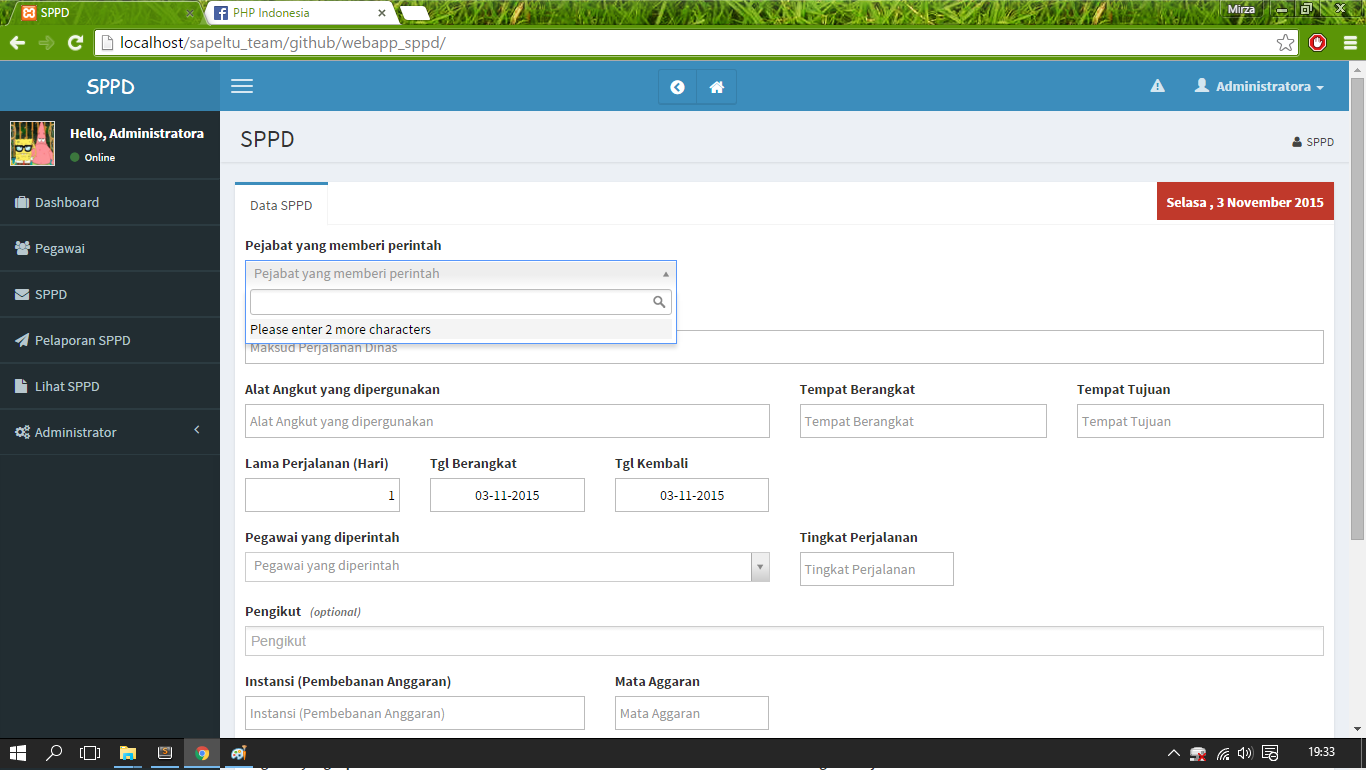 SPPD
PHP Indonesia
Mirza
localhost/sapeltu_team/github/webapp_sppd/
SPPD
Administratora
Hello, Administratora
Online
SPPD
SPPD
Dashboard
Pegawai
SPPD
Pelaporan SPPD
Lihat SPPD
Administrator
Data SPPD
Selasa , 3 November 2015
Pejabat yang memberi perintah
Pejabat yang memberi perintah
Please enter 2 more characters
Maksud Perjalanan Dinas
Alat Angkut yang dipergunakan
Tempat Berangkat
Tempat Tujuan
Alat Angkut yang dipergunakan
Tempat Berangkat
Tempat Tujuan
Lama Perjalanan (Hari)
Tgl Berangkat
Tgl Kembali
1
03-11-2015
03-11-2015
Pegawai yang diperintah
Tingkat Perjalanan
Pegawai yang diperintah
Tingkat Perjalanan
Pengikut (optional)
Pengikut
Instansi (Pembebanan Anggaran)
Mata Aggaran
Instansi (Pembebanan Anggaran)
Mata Aggaran
19:33